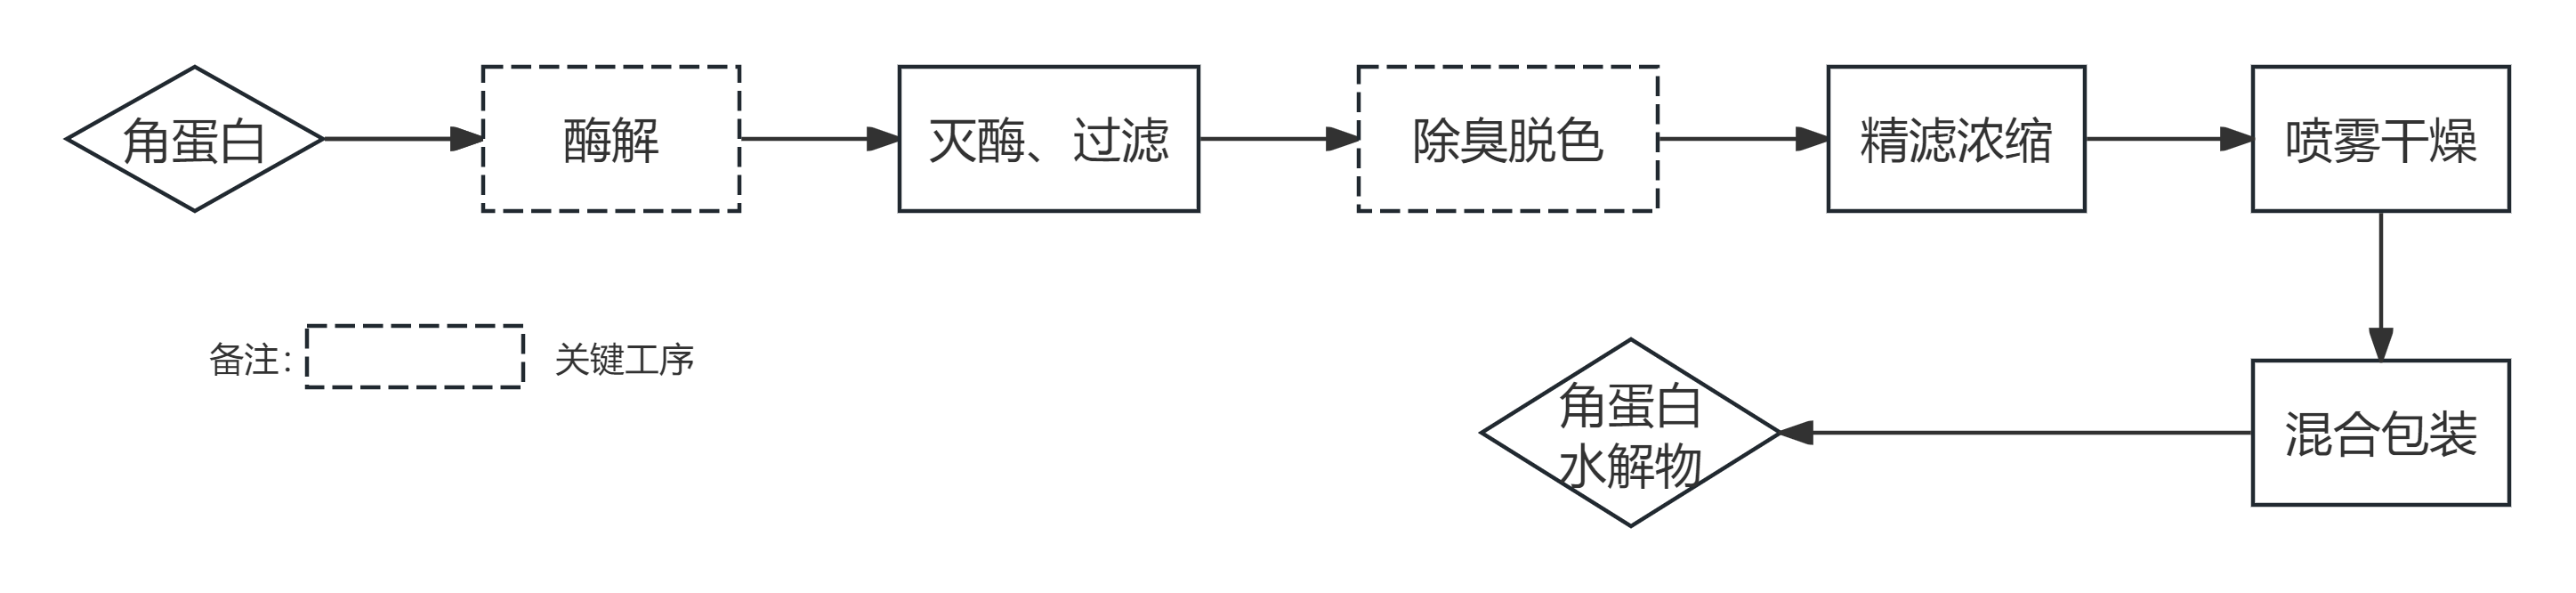 角蛋白
酶解
灭酶、过滤
除臭脱色
精滤浓缩
喷雾干燥
备注：
关键工序
角蛋白
水解物
混合包装